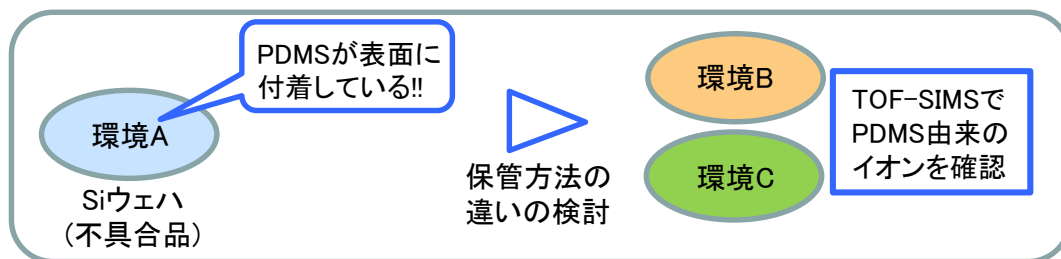 PDMSが表面に
付着している!!
環境A
Siウェハ
(不具合品)
保管方法の
違いの検討
環境B
環境C
TOF-SIMSで
PDMS由来の
イオンを確認